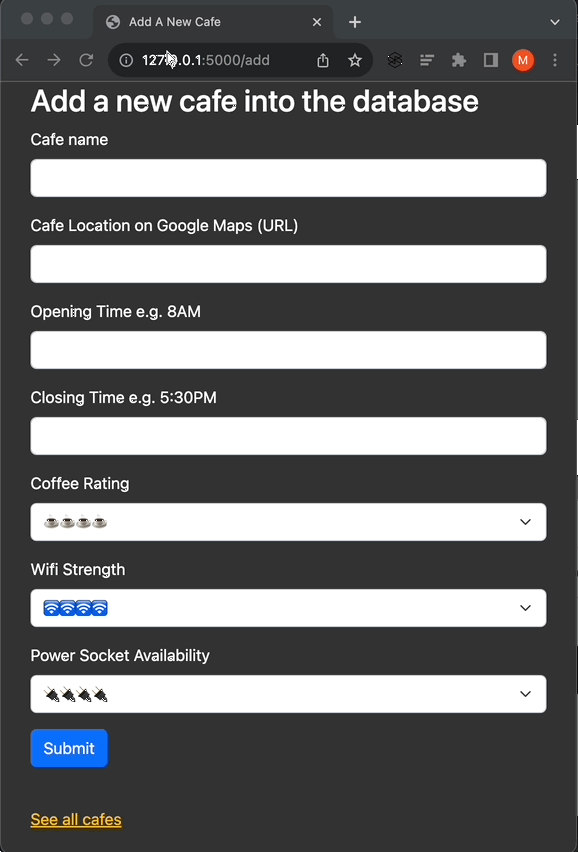 Add A New Cafe
127.0.0.1:5000/add
M
Add a new cafe into the database
Cafe name
Cafe Location on Google Maps (URL)
Opening Time e.g. 8AM
Closing Time e.g. 5:30PM
Coffee Rating
☕☕☕☕
Wifi Strength
Power Socket Availability
🔌🔌🔌🔌
Submit
See all cafes